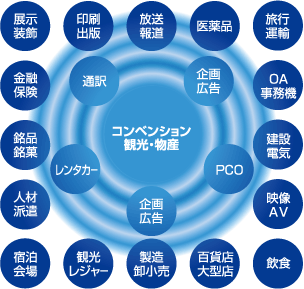 展示
装飾
印刷
出版
放送
報道
医薬品
旅行
運輸
金融
保険
通訳
企画
広告
OA
事務機
コンベンション
観光・物産
銘品
銘菓
建設
電気
レンタカー
PCO
人材
派遣
企画
広告
映像
AV
宿泊
会場
観光
レジャー
製造
卸小売
百貨店
大型店
飲食